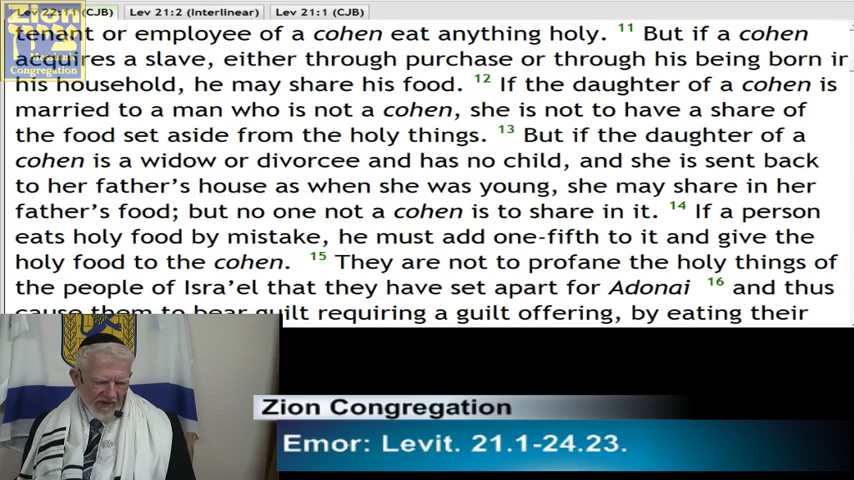 Lev 22:11 (CJB)
Lev 21:2 (Interlinear)
Lev 21:1 (CJB)
Zion
Messianic
Congregation
tenant or employee of a cohen eat anything holy. 11 But if a cohen
acquires a slave, either through purchase or through his being born in
his household, he may share his food. 12 If the daughter of a cohen is
married to a man who is not a cohen, she is not to have a share of
the food set aside from the holy things. 13 But if the daughter of a
cohen is a widow or divorcee and has no child, and she is sent back
to her father's house as when she was young, she may share in her
father's food; but no one not a cohen is to share in it. 14 If a person
eats holy food by mistake, he must add one-fifth to it and give the
holy food to the cohen. 15 They are not to profane the holy things of
the people of Isra'el that they have set apart for Adonai 16 and thus
cause them to bear guilt requiring a guilt offering, by eating their
Zion Congregation
Emor: Levit. 21.1-24.23.